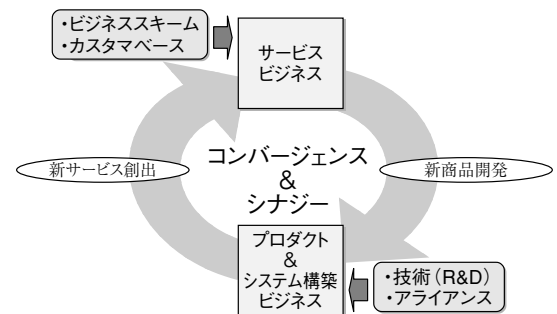 ・ビジネススキーム
・カスタマベース
サービス
ビジネス
新サービス創出
コンバージェンス
&
シナジー
新商品開発
プロダクト
&
システム構築
ビジネス
・技術(R&D)
・アライアンス